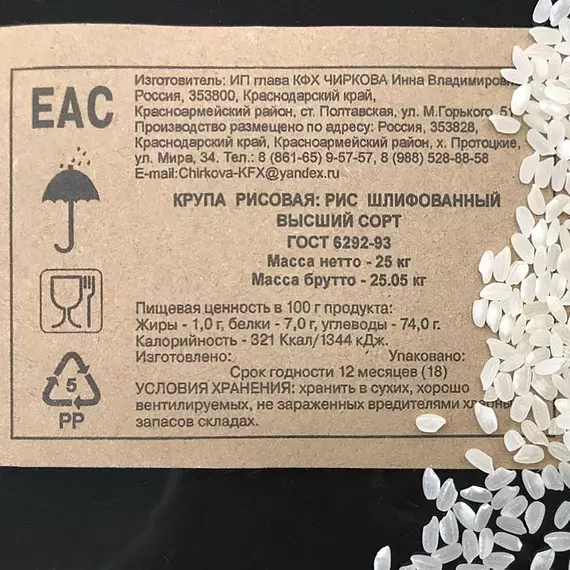 EAC
Изготовитель: ИП глава КФХ ЧИРКОВА Инна
Россия, 353800, Краснодарский край,
Красноармейский район, ст. Полтавская, ул. М.Горького,
Производство размещено по адресу: Россия, 353828,
Краснодарский край, Красноармейский район, х. Протоцкие,
ул. Мира, 34. Тел.: 8 (861-65) 9-57-57, 8 (988) 528-88-58
E-mail:Chirkova-KFX@yandex.ru
КРУПА РИСОВАЯ: РИС ШЛИФОВАННЫЙ
ВЫСШИЙ СОРТ
ГОСТ 6292-93
Масса нетто - 25 кг
Масса брутто - 25.05 кг
Пищевая ценность в 100 г продукта:
Жиры - 1,0 г, белки - 7,0 г, углеводы - 74,0 г.
Калорийность - 321 Ккал/1344 кДж.
Изготовлено: Упаковано:
Срок годности 12 месяцев (18)
УСЛОВИЯ ХРАНЕНИЯ: хранить в сухих, хорошо
вентилируемых, не зараженных вредителями
запасов складах.
5
PP